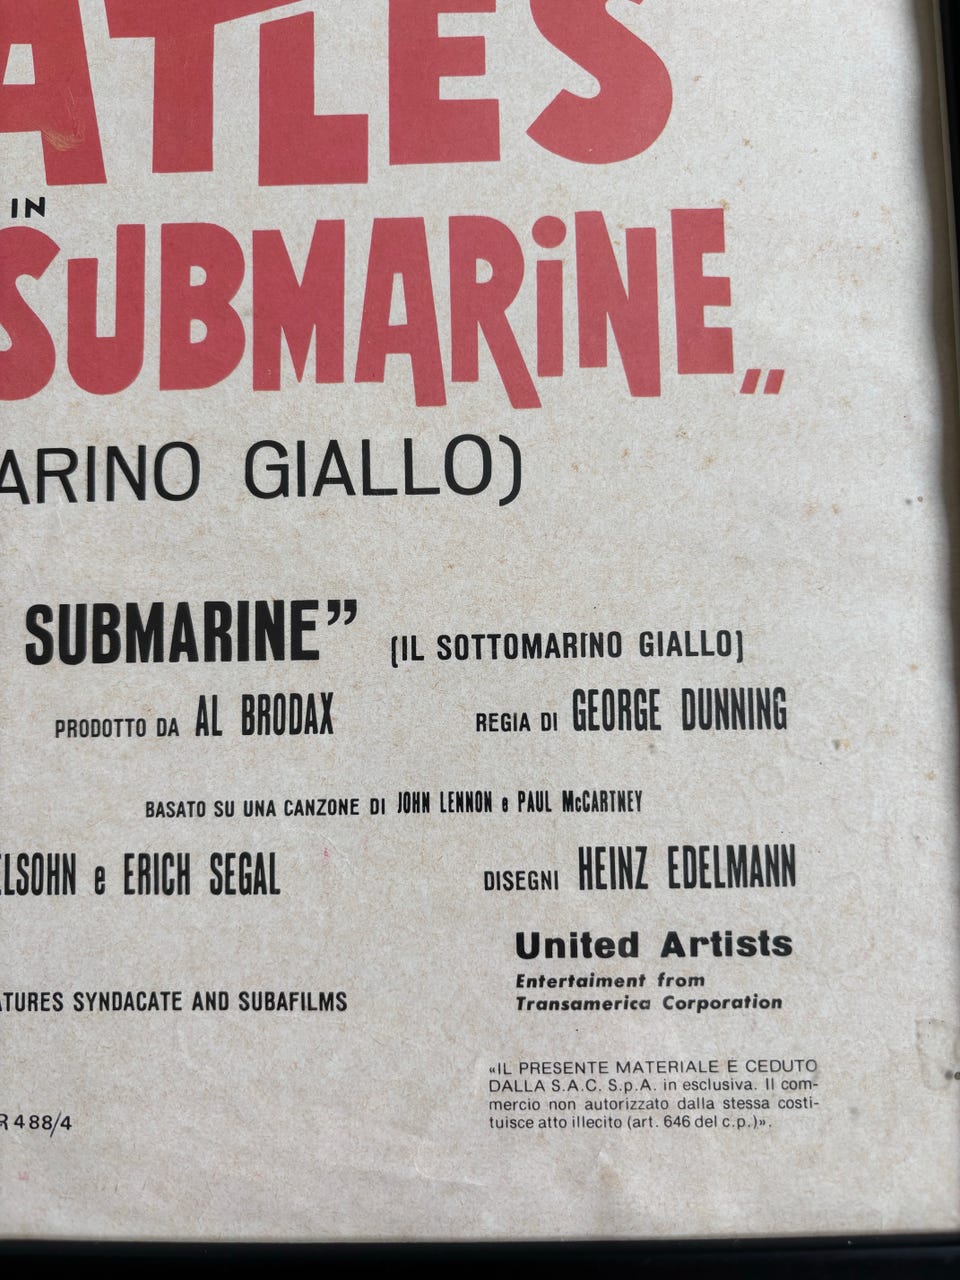 ATLES
IN
SUBMARiNE„
ARINO GIALLO)
SUBMARINE” (IL SOTTOMARINO GIALLO)
PRODOTTO DA AL BRODAX REGIA DI GEORGE DUNNING
BASATO SU UNA CANZONE DI JOHN LENNON e PAUL McCARTNEY
ELSOHN e ERICH SEGAL DISEGNI HEINZ EDELMANN
United Artists
Entertaiment from
Transamerica Corporation
ATURES SYNDACATE AND SUBAFILMS
«IL PRESENTE MATERIALE E CEDUTO
DALLA S.A.C. S.p.A. in esclusiva. Il com-
mercio non autorizzato dalla stessa costi-
tuisce atto illecito (art. 646 del c.p.)».
R 488/4